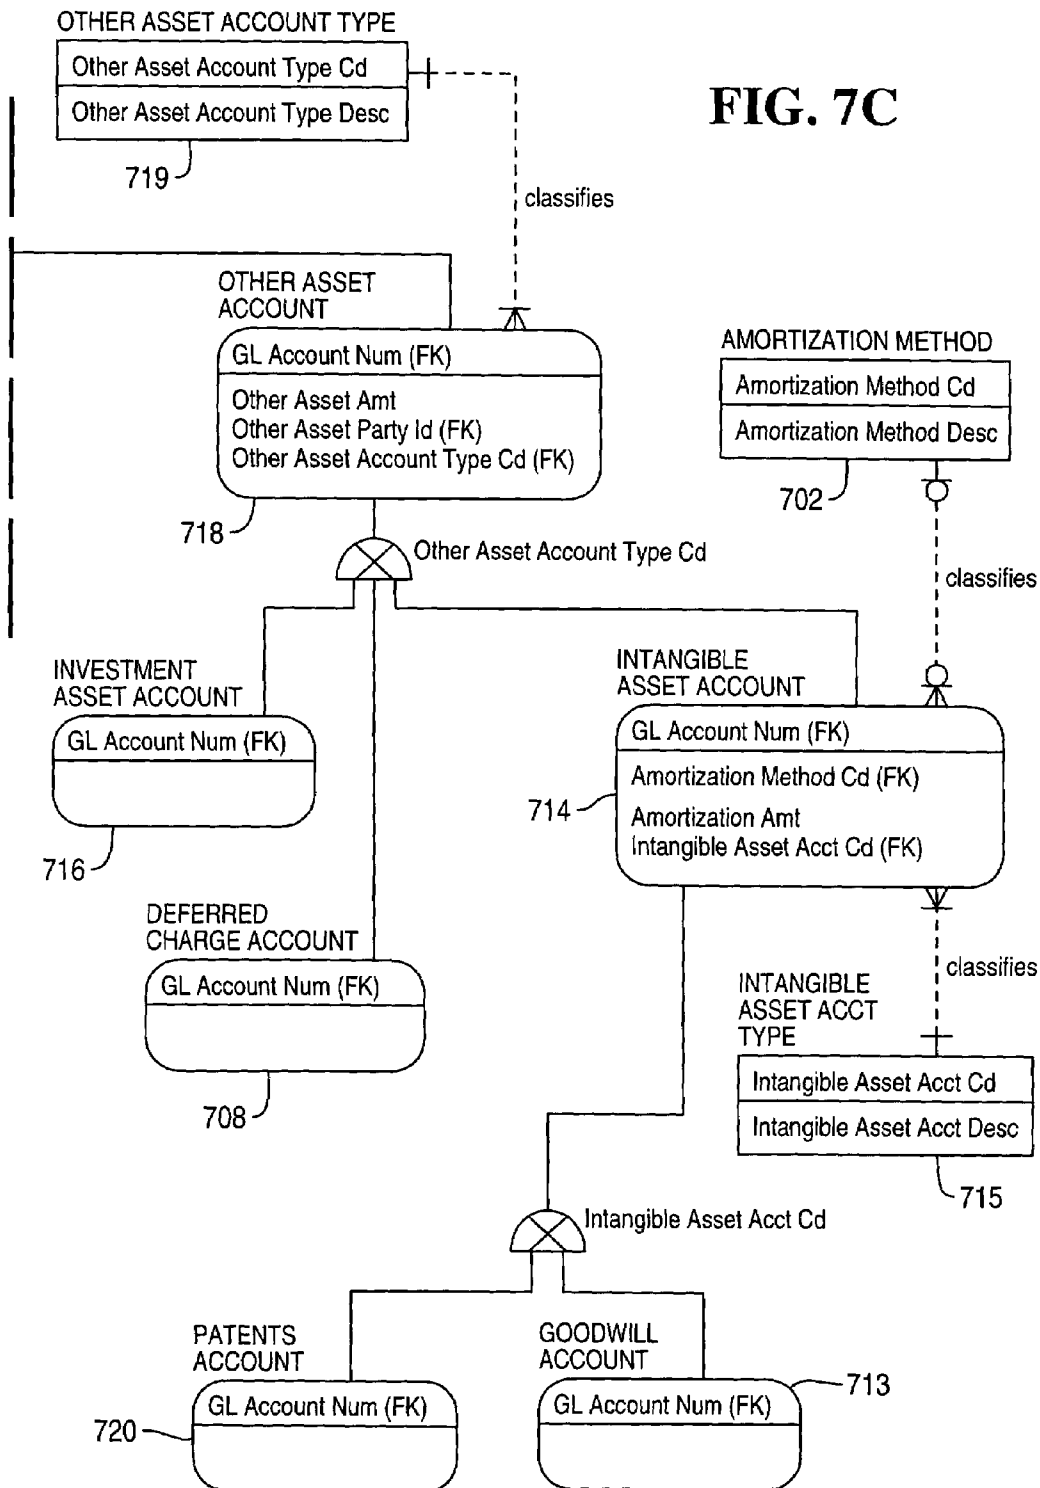 OTHER ASSET ACCOUNT TYPE
Other Asset Account Type Cd
Other Asset Account Type Desc
719
FIG. 7C
classifies
OTHER ASSET
ACCOUNT
GL Account Num (FK)
Other Asset Amt
Other Asset Party Id (FK)
Other Asset Account Type Cd (FK)
718
AMORTIZATION METHOD
Amortization Method Cd
Amortization Method Desc
702
classifies
Other Asset Account Type Cd
INVESTMENT
ASSET ACCOUNT
GL Account Num (FK)
716
INTANGIBLE
ASSET ACCOUNT
GL Account Num (FK)
Amortization Method Cd (FK)
Amortization Amt
Intangible Asset Acct Cd (FK)
714
DEFERRED
CHARGE ACCOUNT
GL Account Num (FK)
708
classifies
INTANGIBLE
ASSET ACCT
TYPE
Intangible Asset Acct Cd
Intangible Asset Acct Desc
715
Intangible Asset Acct Cd
PATENTS
ACCOUNT
GL Account Num (FK)
720
GOODWILL
ACCOUNT
GL Account Num (FK)
713